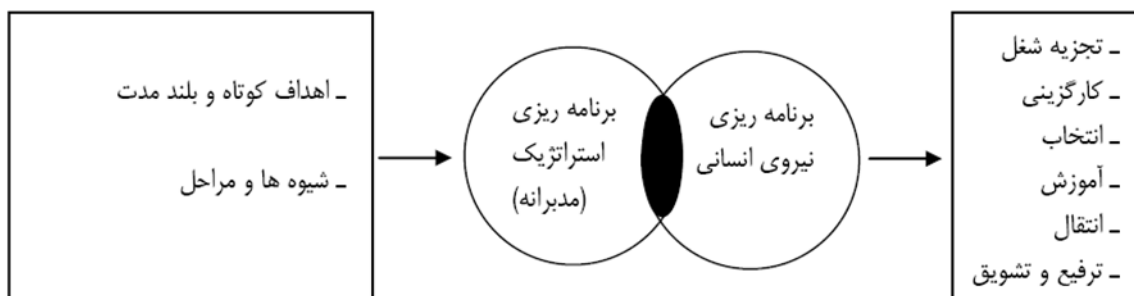 ـ اهداف کوتاه و بلند مدت
ـ شیوه ها و مراحل
برنامه ریزی
استراتژیک
(مدبرانه)
برنامه ریزی
نیروی انسانی
ـ تجزیه شغل
ـ کارگزینی
ـ انتخاب
ـ آموزش
ـ انتقال
ـ ترفیع و تشویق